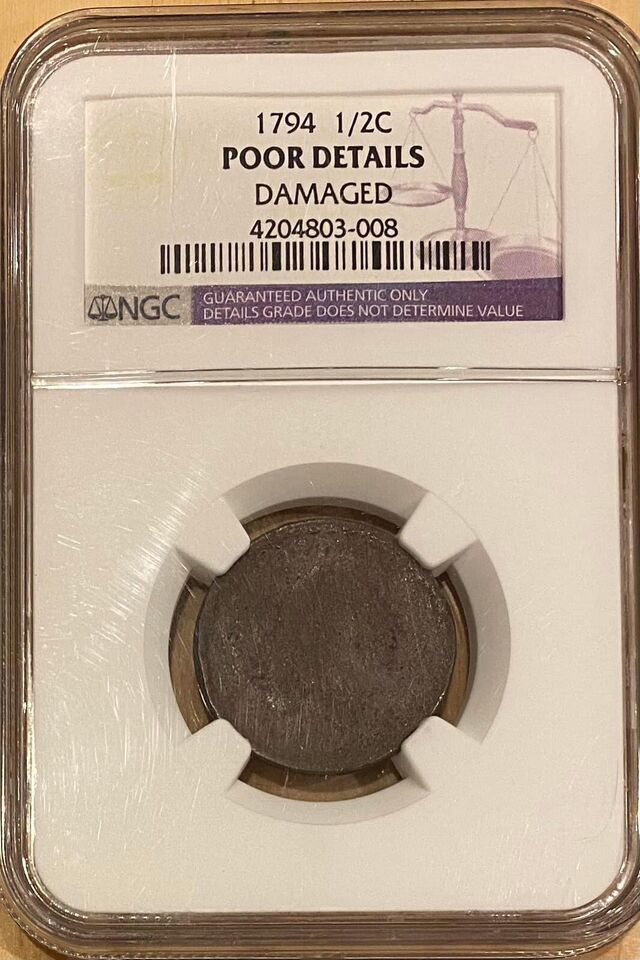 1794 1/2C
POOR DETAILS
DAMAGED
4204803-008
NGC
GUARANTEED AUTHENTIC ONLY
DETAILS GRADE DOES NOT DETERMINE VALUE